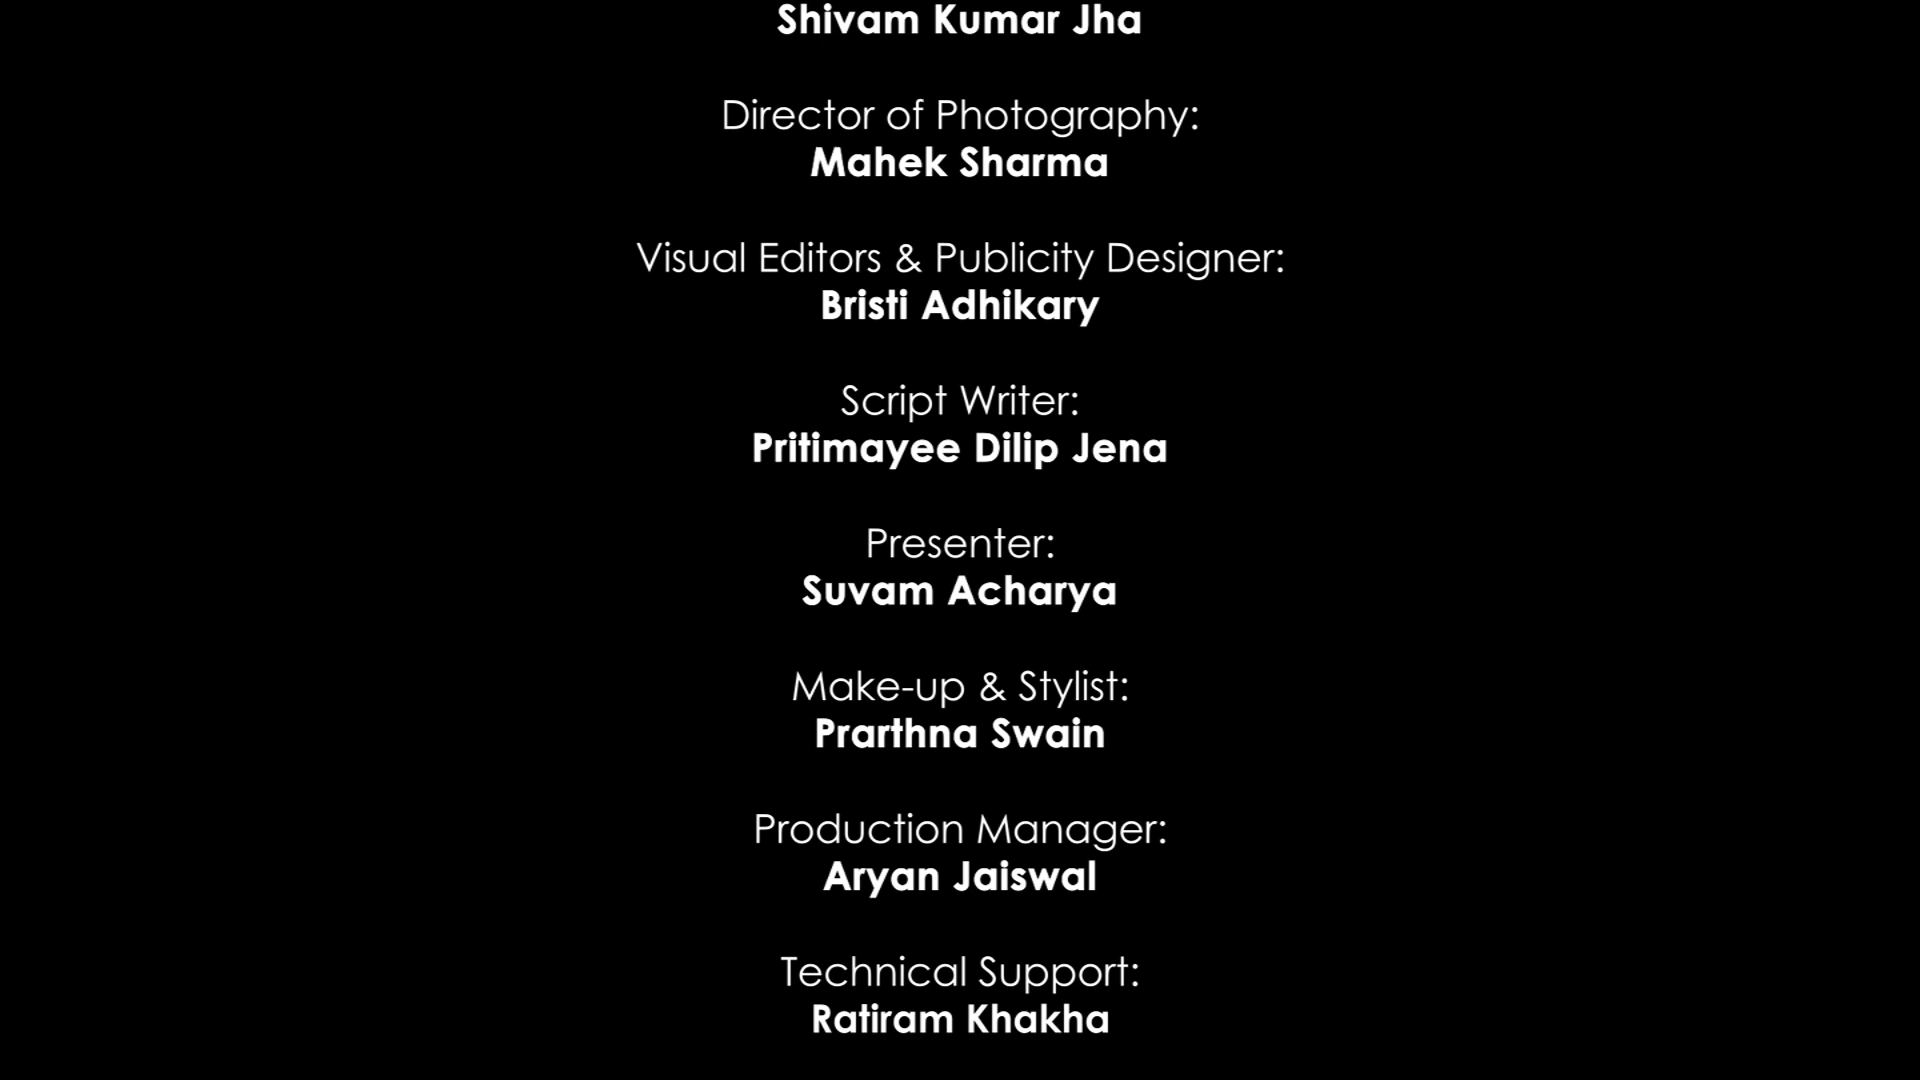 Shivam Kumar Jha
Director of Photography:
Mahek Sharma
Visual Editors & Publicity Designer:
Bristi Adhikary
Script Writer:
Pritimayee Dilip Jena
Presenter:
Suvam Acharya
Make-up & Stylist:
Prarthna Swain
Production Manager:
Aryan Jaiswal
Technical Support:
Ratiram Khakha